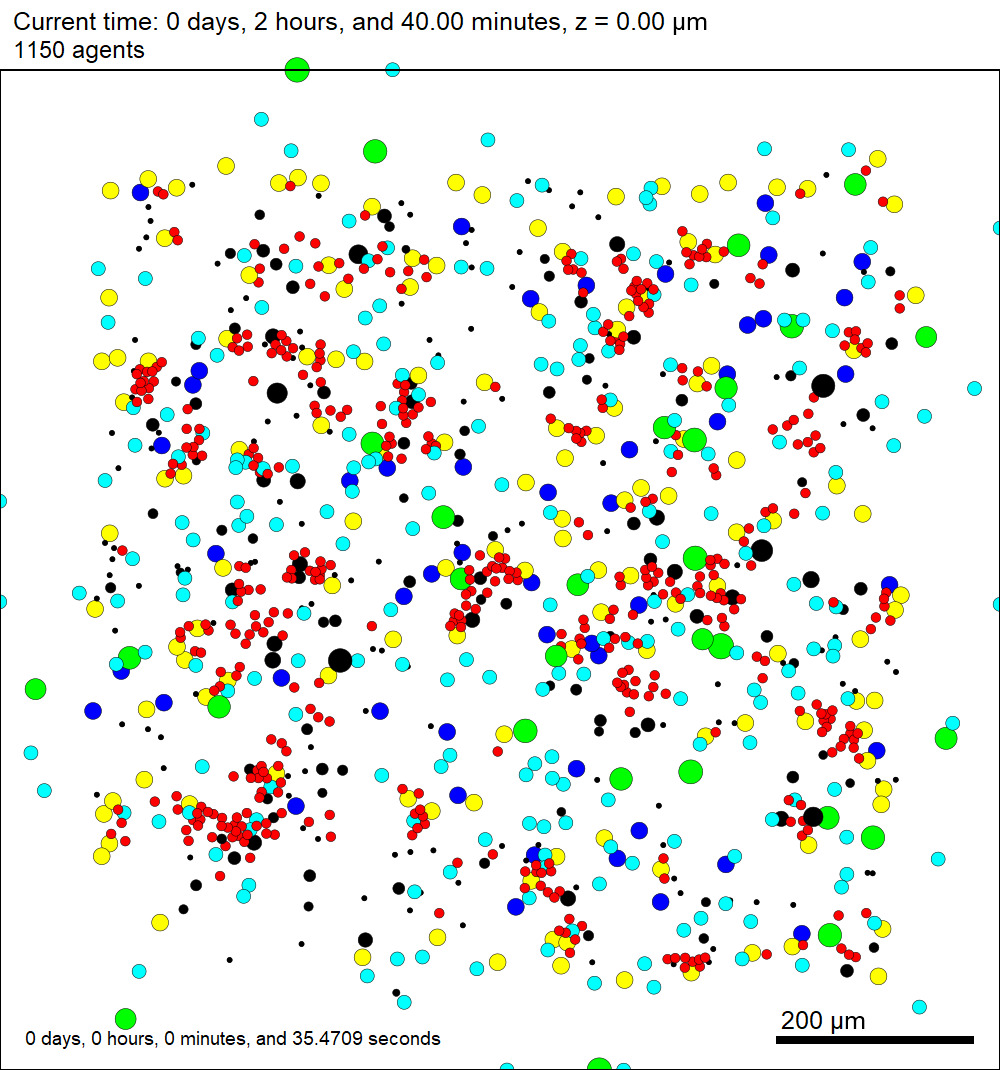 Current time: 0 days, 2 hours, and 40.00 minutes, z = 0.00 μm
1150 agents
200 μm
0 days, 0 hours, 0 minutes, and 35.4709 seconds